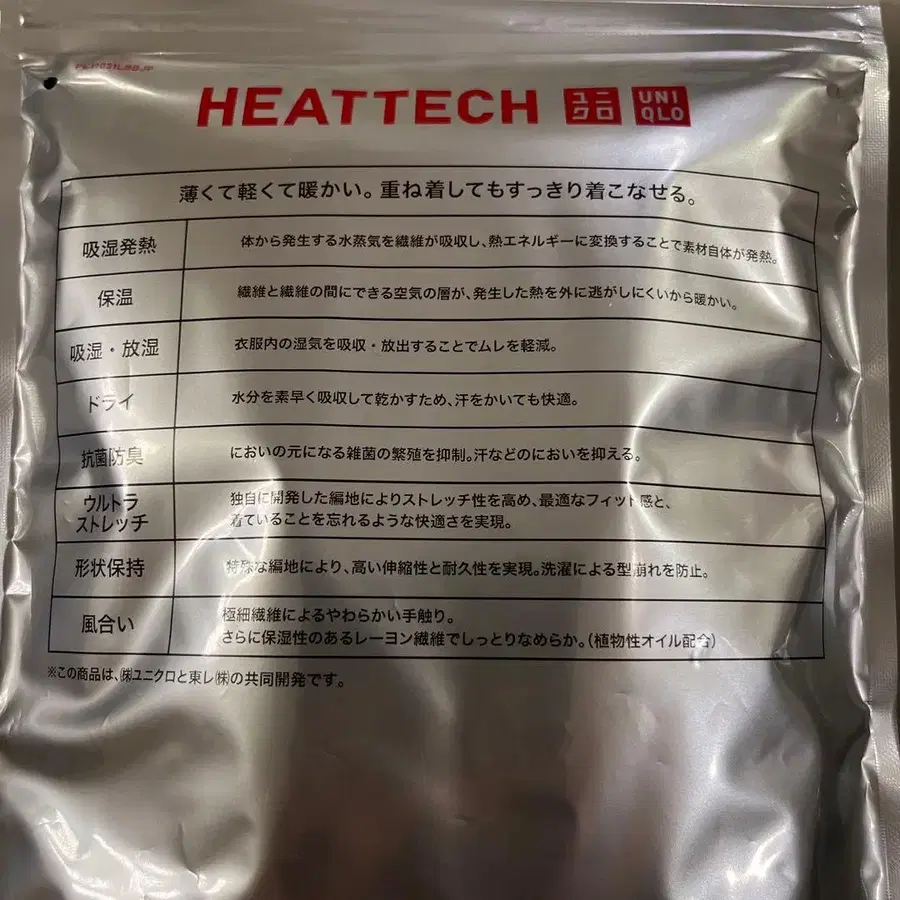 HEATTECH ユニクロ UNIQLO
薄くて軽くて暖かい。重ね着してもすっきり着こなせる。
吸湿発熱 体から発生する水蒸気を繊維が吸収し、熱エネルギーに変換することで素材自体が発熱。
保温 繊維と繊維の間にできる空気の層が、発生した熱を外に逃がしにくいから暖かい。
吸湿・放湿 衣服内の湿気を吸収・放出することでムレを軽減。
ドライ 水分を素早く吸収して乾かすため、汗をかいても快適。
抗菌防臭 においの元になる雑菌の繁殖を抑制。汗などのにおいを抑える。
ウルトラ
ストレッチ
独自に開発した編地によりストレッチ性を高め、最適なフィット感と、
着ていることを忘れるような快適さを実現。
形状保持 特殊な編地により、高い伸縮性と耐久性を実現。洗濯による型崩れを防止。
風合い
極細繊維によるやわらかい手触り。
さらに保湿性のあるレーヨン繊維でしっとりなめらか。(植物性オイル配合)
※この商品は、㈱ユニクロと東レ㈱の共同開発です。